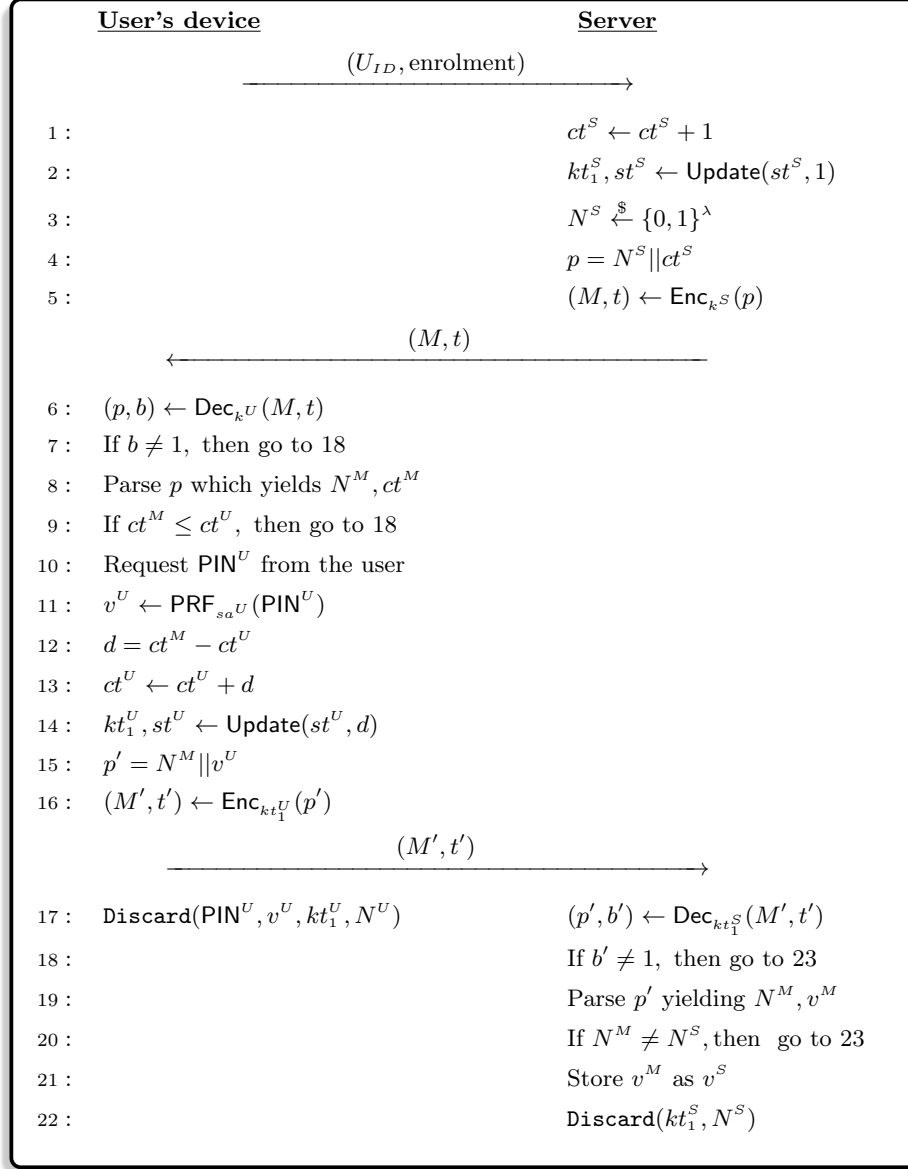 User's device Server
(U_{ID}, enrolment)
1 : ct^S ← ct^S + 1
2 : kt_1^S, st^S ← Update(st^S, 1)
3 : N^S ←$ {0, 1}^λ
4 : p = N^S||ct^S
5 : (M, t) ← Enc_{k^S}(p)
(M, t)
6 : (p, b) ← Dec_{k^U}(M, t)
7 : If b ≠ 1, then go to 18
8 : Parse p which yields N^M, ct^M
9 : If ct^M ≤ ct^U, then go to 18
10 : Request PIN^U from the user
11 : v^U ← PRF_{sa^U}(PIN^U)
12 : d = ct^M − ct^U
13 : ct^U ← ct^U + d
14 : kt_1^U, st^U ← Update(st^U, d)
15 : p′ = N^M||v^U
16 : (M′, t′) ← Enc_{kt_1^U}(p′)
(M′, t′)
17 : Discard(PIN^U, v^U, kt_1^U, N^U) (p′, b′) ← Dec_{kt_1^S}(M′, t′)
18 : If b′ ≠ 1, then go to 23
19 : Parse p′ yielding N^M, v^M
20 : If N^M ≠ N^S, then go to 23
21 : Store v^M as v^S
22 : Discard(kt_1^S, N^S)